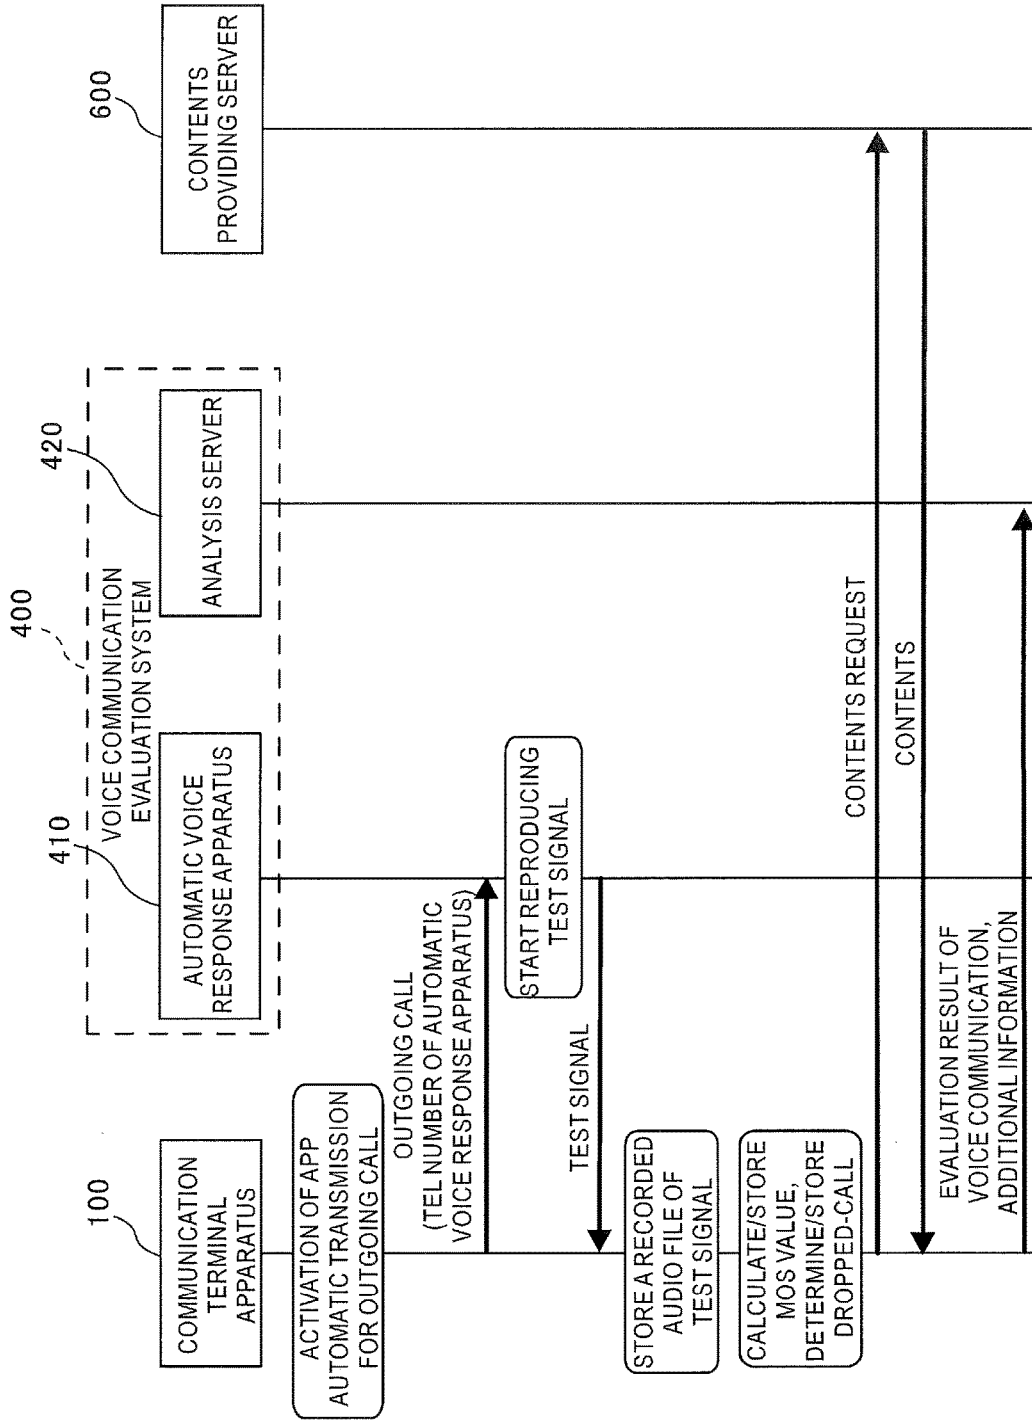 400
VOICE COMMUNICATION
EVALUATION SYSTEM
100
410
420
600
COMMUNICATION
TERMINAL
APPARATUS
AUTOMATIC VOICE
RESPONSE APPARATUS
ANALYSIS SERVER
CONTENTS
PROVIDING SERVER
ACTIVATION OF APP
AUTOMATIC TRANSMISSION
FOR OUTGOING CALL
OUTGOING CALL
(TEL NUMBER OF AUTOMATIC
VOICE RESPONSE APPARATUS)
START REPRODUCING
TEST SIGNAL
TEST SIGNAL
STORE A RECORDED
AUDIO FILE OF
TEST SIGNAL
CALCULATE/STORE
MOS VALUE,
DETERMINE/STORE
DROPPED-CALL
CONTENTS REQUEST
CONTENTS
EVALUATION RESULT OF
VOICE COMMUNICATION,
ADDITIONAL INFORMATION